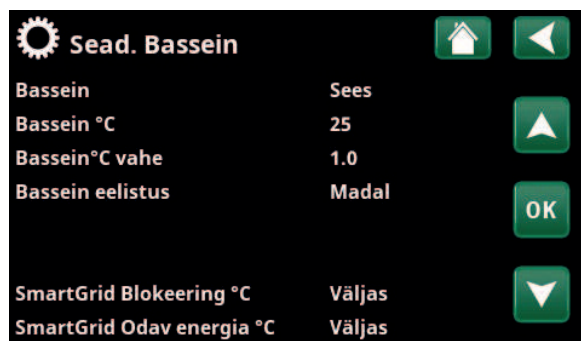 Sead. Bassein
Bassein Sees
Bassein °C 25
Bassein°C vahe 1.0
Bassein eelistus Madal
OK
SmartGrid Blokeering °C Väljas
SmartGrid Odav energia °C Väljas